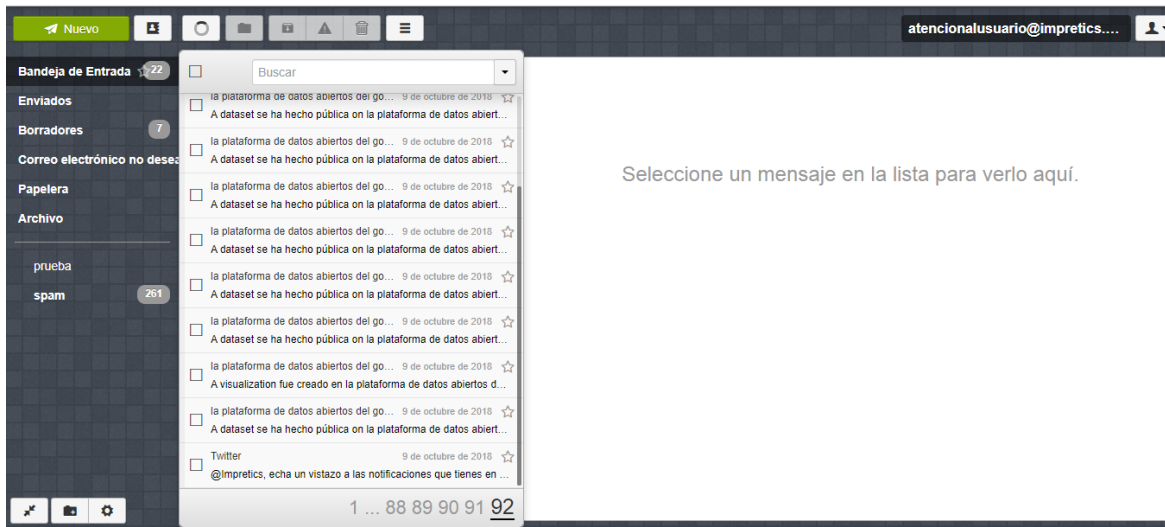 Nuevo
atencionalusuario@impretics....
Bandeja de Entrada 22
Enviados
Borradores 7
Correo electrónico no desea
Papelera
Archivo
prueba
spam 261
Buscar
la plataforma de datos abiertos del go... 9 de octubre de 2018
A dataset se ha hecho pública on la plataforma de datos abiert...
la plataforma de datos abiertos del go... 9 de octubre de 2018
A dataset se ha hecho pública on la plataforma de datos abiert...
la plataforma de datos abiertos del go... 9 de octubre de 2018
A dataset se ha hecho pública on la plataforma de datos abiert...
la plataforma de datos abiertos del go... 9 de octubre de 2018
A dataset se ha hecho pública on la plataforma de datos abiert...
la plataforma de datos abiertos del go... 9 de octubre de 2018
A dataset se ha hecho pública on la plataforma de datos abiert...
la plataforma de datos abiertos del go... 9 de octubre de 2018
A dataset se ha hecho pública on la plataforma de datos abiert...
la plataforma de datos abiertos del go... 9 de octubre de 2018
A visualization fue creado en la plataforma de datos abiertos d...
la plataforma de datos abiertos del go... 9 de octubre de 2018
A dataset se ha hecho pública on la plataforma de datos abiert...
Twitter 9 de octubre de 2018
@Impretics, echa un vistazo a las notificaciones que tienes en ...
1 ... 88 89 90 91 92
Seleccione un mensaje en la lista para verlo aquí.